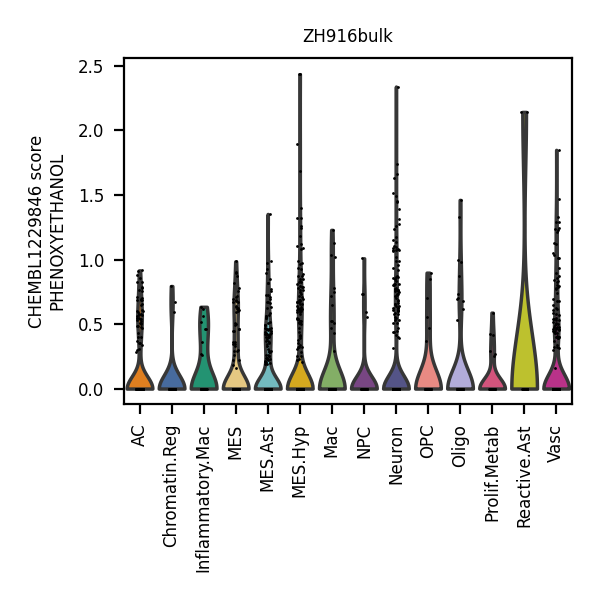 ZH916bulk
CHEMBL1229846 score
PHENOXYETHANOL
2.5
2.0
1.5
1.0
0.5
0.0
AC
Chromatin.Reg
Inflammatory.Mac
MES
MES.Ast
MES.Hyp
Mac
NPC
Neuron
OPC
Oligo
Prolif.Metab
Reactive.Ast
Vasc